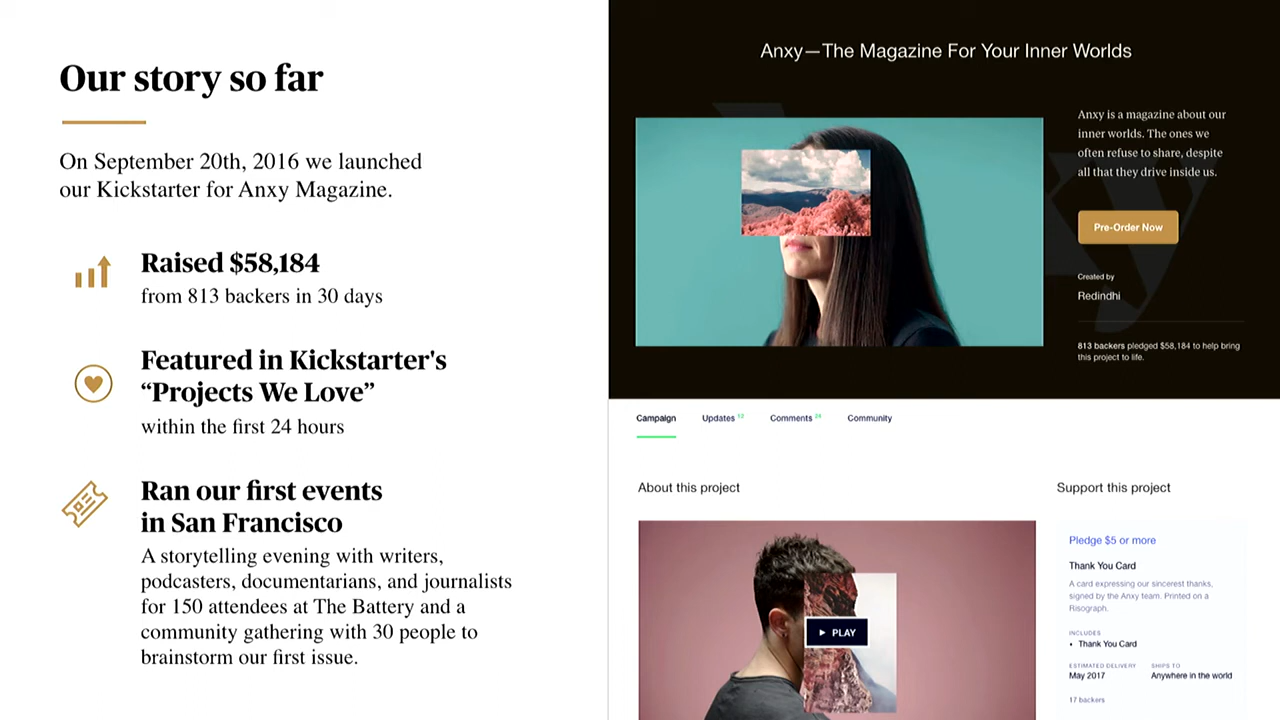 Our story so far
On September 20th, 2016 we launched
our Kickstarter for Anxy Magazine.
Raised $58,184
from 813 backers in 30 days
Featured in Kickstarter's
“Projects We Love”
within the first 24 hours
Ran our first events
in San Francisco
A storytelling evening with writers,
podcasters, documentarians, and journalists
for 150 attendees at The Battery and a
community gathering with 30 people to
brainstorm our first issue.
Anxy—The Magazine For Your Inner Worlds
Anxy is a magazine about our
inner worlds. The ones we
often refuse to share, despite
all that they drive inside us.
Pre-Order Now
Created by
Redindhi
813 backers pledged $58,184 to help bring
this project to life.
Campaign Updates 12 Comments 24 Community
About this project
Support this project
PLAY
Pledge $5 or more
Thank You Card
A card expressing our sincerest thanks,
signed by the Anxy team. Printed on a
Risograph.
INCLUDES
• Thank You Card
ESTIMATED DELIVERY SHIPS TO
May 2017 Anywhere in the world
17 backers